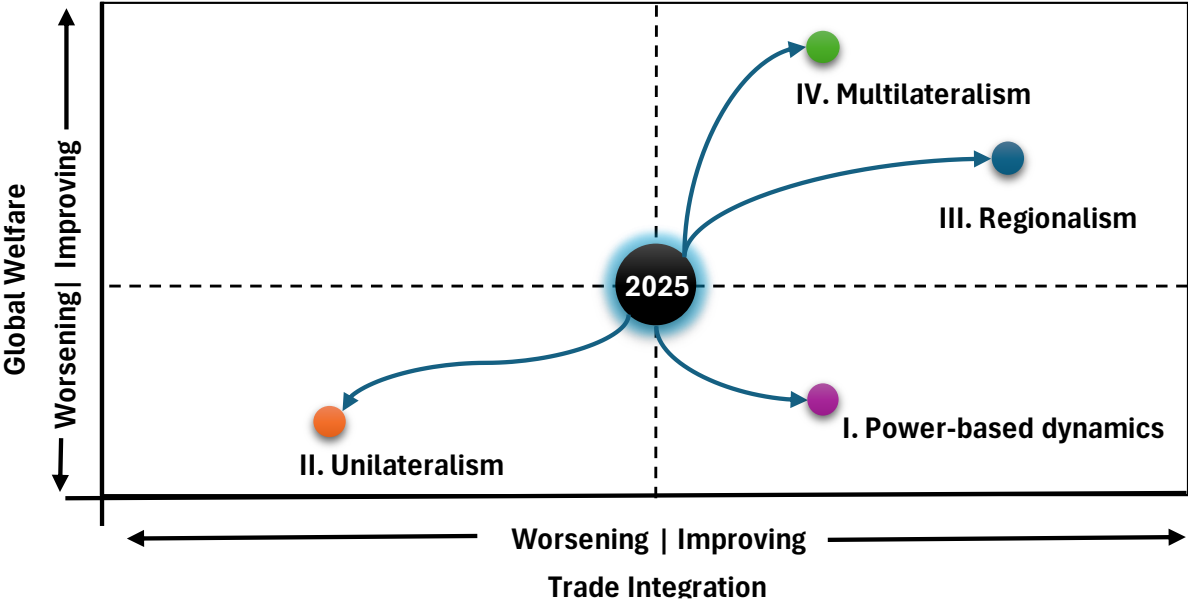 IV. Multilateralism
III. Regionalism
2025
I. Power-based dynamics
II. Unilateralism
Global Welfare
Worsening| Improving
Worsening | Improving
Trade Integration